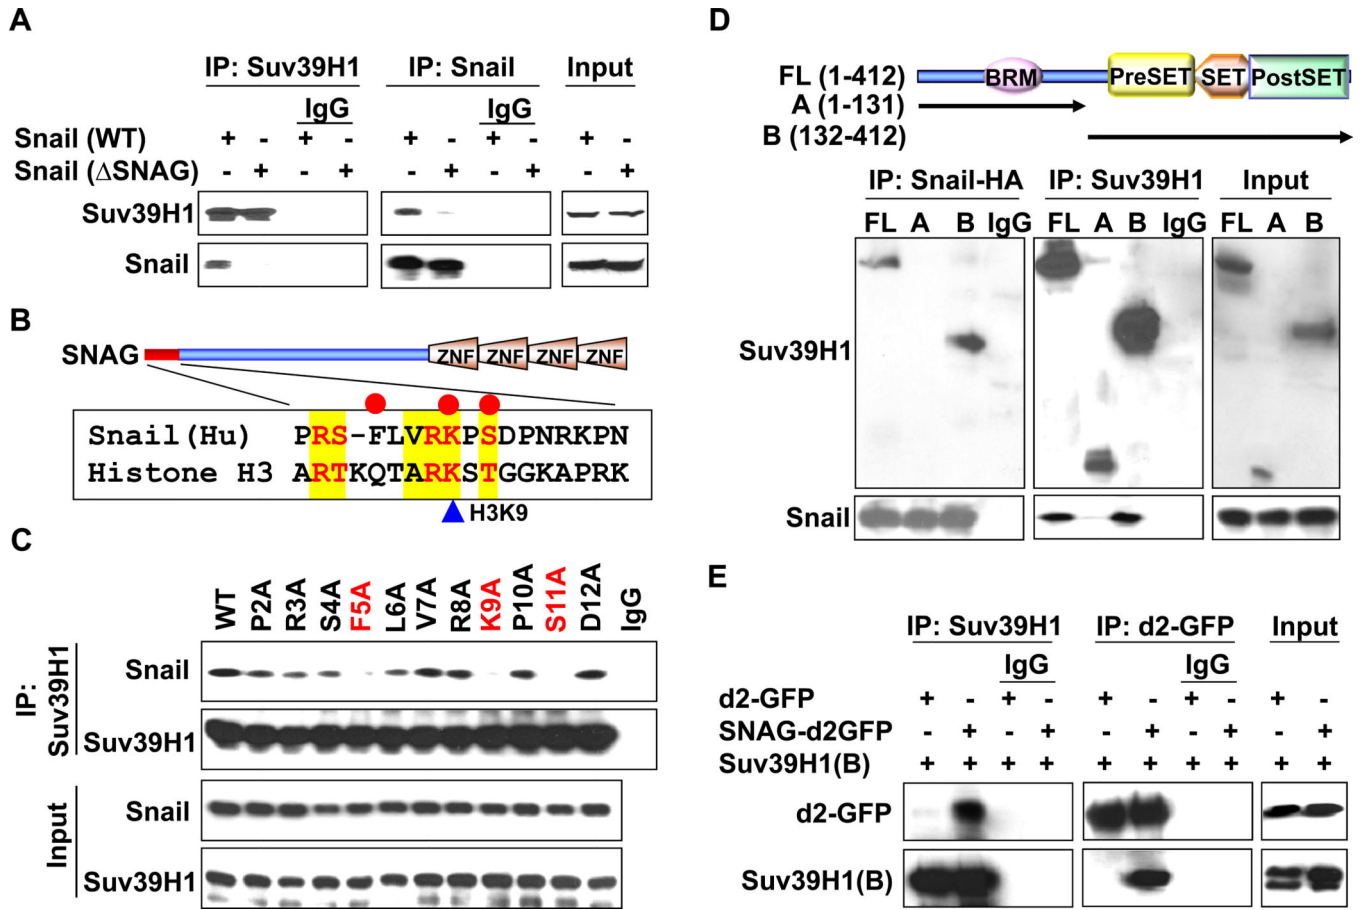 A
IP: Suv39H1 IP: Snail Input
IgG IgG
Snail (WT) + - + - + - + - + -
Snail (ΔSNAG) - + - + - + - + - +
Suv39H1
Snail
B
SNAG ZNF ZNF ZNF ZNF
Snail(Hu) PRS-FLVRKPSDPNRKPN
Histone H3 ARTKQTARKSTGGKAPRK
H3K9
C
WT P2A R3A S4A F5A L6A V7A R8A K9A P10A S11A D12A IgG
IP: Suv39H1
Snail
Suv39H1
Input
Snail
Suv39H1
D
FL (1-412) BRM PreSET SET PostSET
A (1-131)
B (132-412)
IP: Snail-HA IP: Suv39H1 Input
FL A B IgG FL A B IgG FL A B
Suv39H1
Snail
E
IP: Suv39H1 IP: d2-GFP Input
IgG IgG
d2-GFP + - + - + - + - + -
SNAG-d2GFP - + - + - + - + - +
Suv39H1(B) + + + + + + + + + +
d2-GFP
Suv39H1(B)